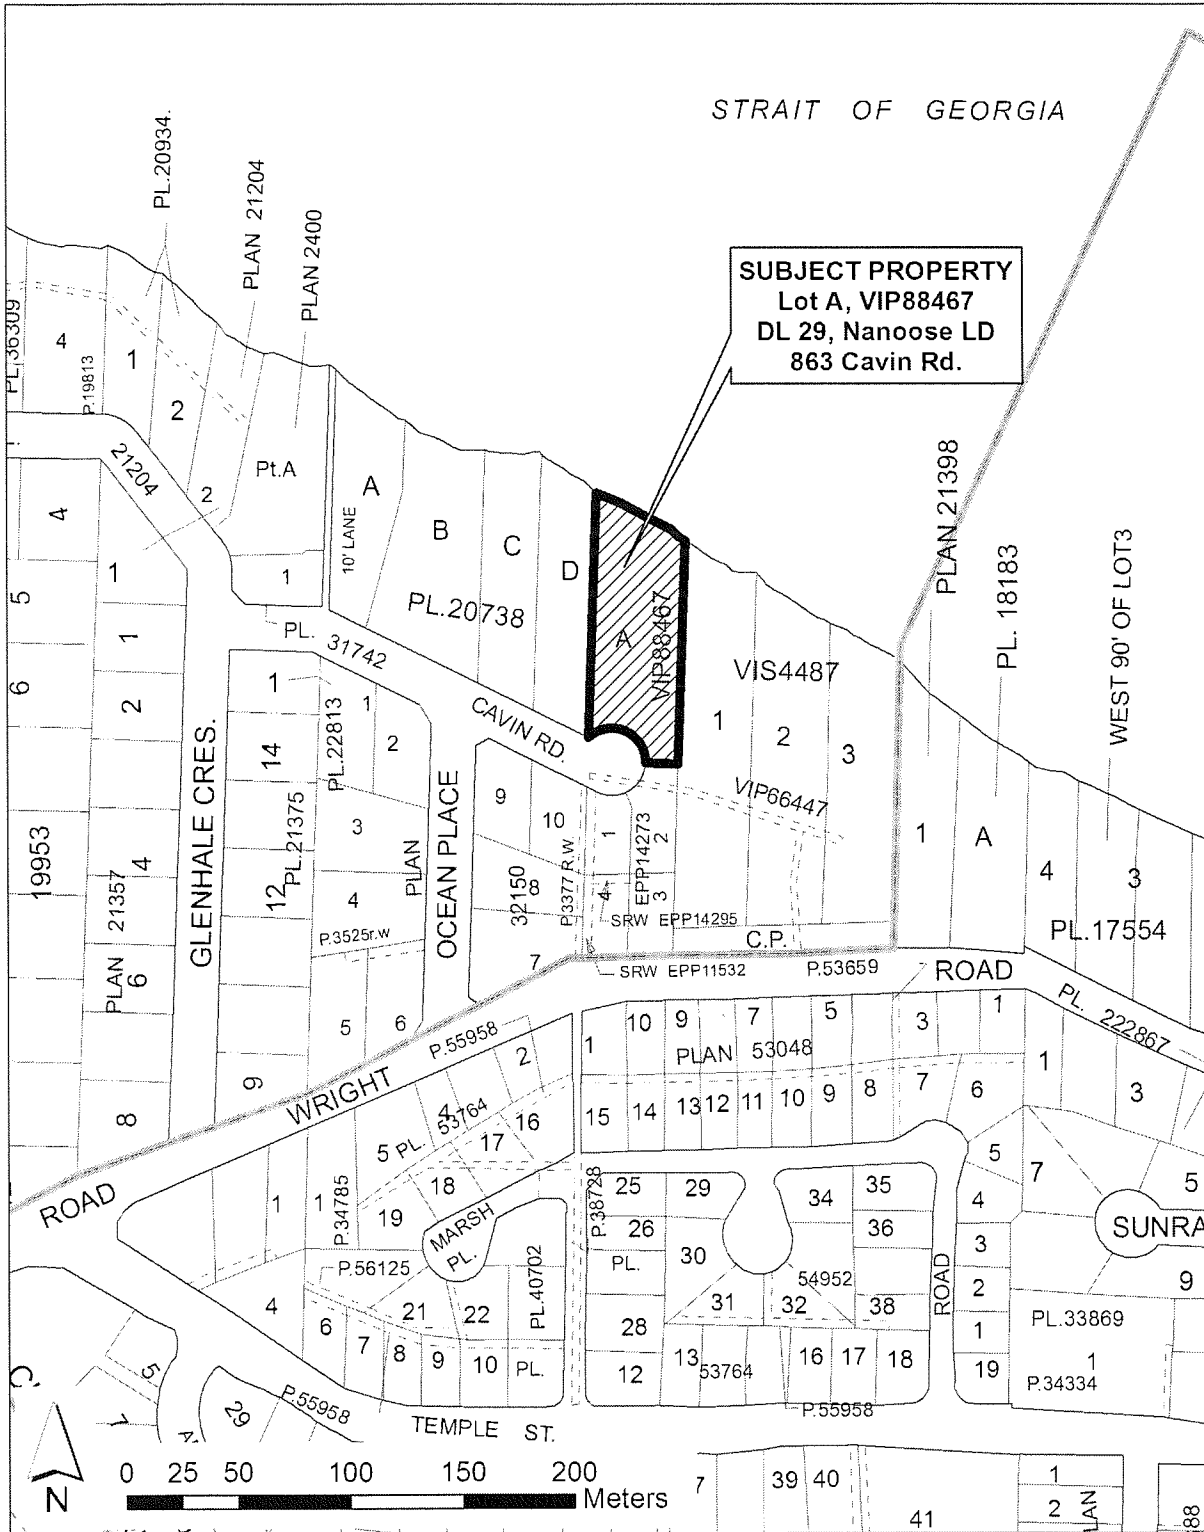 STRAIT OF GEORGIA
PL.20934.
PLAN 21204
PLAN 2400
SUBJECT PROPERTY
Lot A, VIP88467
DL 29, Nanoose LD
863 Cavin Rd.
PL.36309
4
P.19813
1
2
2
Pt.A
10' LANE
A
B
C
D
PL.20738
A
VIP88467
VIS4487
1
2
3
VIP66447
PLAN 21398
PL. 18183
WEST 90' OF LOT3
1
A
4
3
PL.17554
21204
4
1
1
5
1
6
2
PL. 31742
CAVIN RD.
GLENHALE CRES.
1
14
PL.22813
1
2
PL.21375
12
3
4
PLAN
P.3525r.w
OCEAN PLACE
9
10
32150
8
7
P3377 R.W
1
EPP14273
2
4
3
SRW EPP14295
C.P.
SRW EPP11532
P.53659
ROAD
PL. 222867
19953
PLAN 21357
4
6
8
9
5
6
P.55958
WRIGHT
ROAD
2
4
53764
5 PL.
16
17
18
19
MARSH
PL.
1
1
P.34785
P.56125
1
10
9
7
5
3
1
PLAN 53048
15
14
13
12
11
10
9
8
7
6
5
4
3
2
1
19
1
3
7
5
SUNRA
9
PL.33869
1
P.34334
P.38728
25
29
26
PL.
30
34
35
36
54952
31
32
38
28
12
13
53764
16
17
18
ROAD
4
6
7
8
9
10
PL.
21
22
PL.40702
P.55958
TEMPLE ST.
P.55958
5
29
N
0 25 50 100 150 200
Meters
39
40
41
1
2